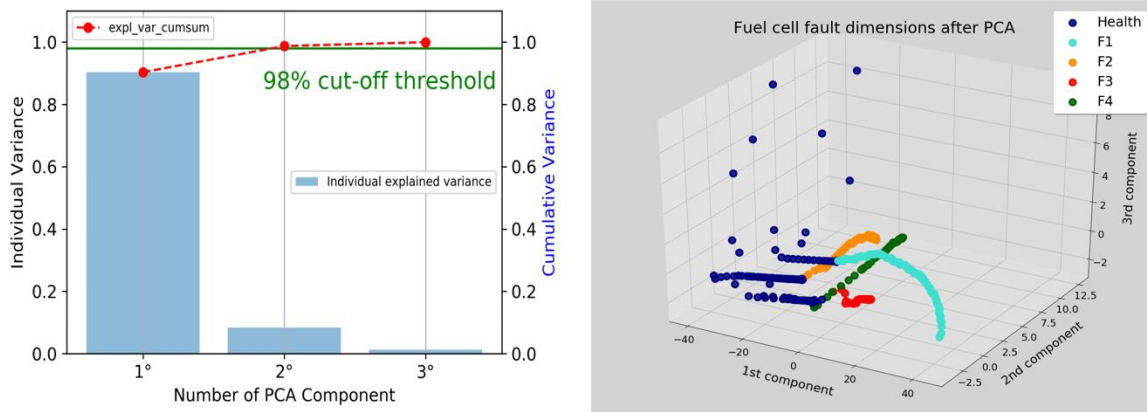 expl_var_cumsum
1.0
0.8
0.6
0.4
0.2
0.0
Individual Variance
98% cut-off threshold
Individual explained variance
1.0
0.8
0.6
0.4
0.2
0.0
Cumulative Variance
1° 2° 3°
Number of PCA Component
Fuel cell fault dimensions after PCA
Health
F1
F2
F3
F4
8
6
4
2
0
−2
3rd component
−40 −20 0 20 40
1st component
−2.5 0.0 2.5 5.0 7.5 10.0 12.5
2nd component